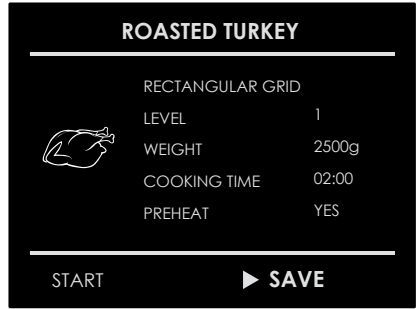 ROASTED TURKEY
RECTANGULAR GRID
LEVEL 1
WEIGHT 2500g
COOKING TIME 02:00
PREHEAT YES
START ▶ SAVE